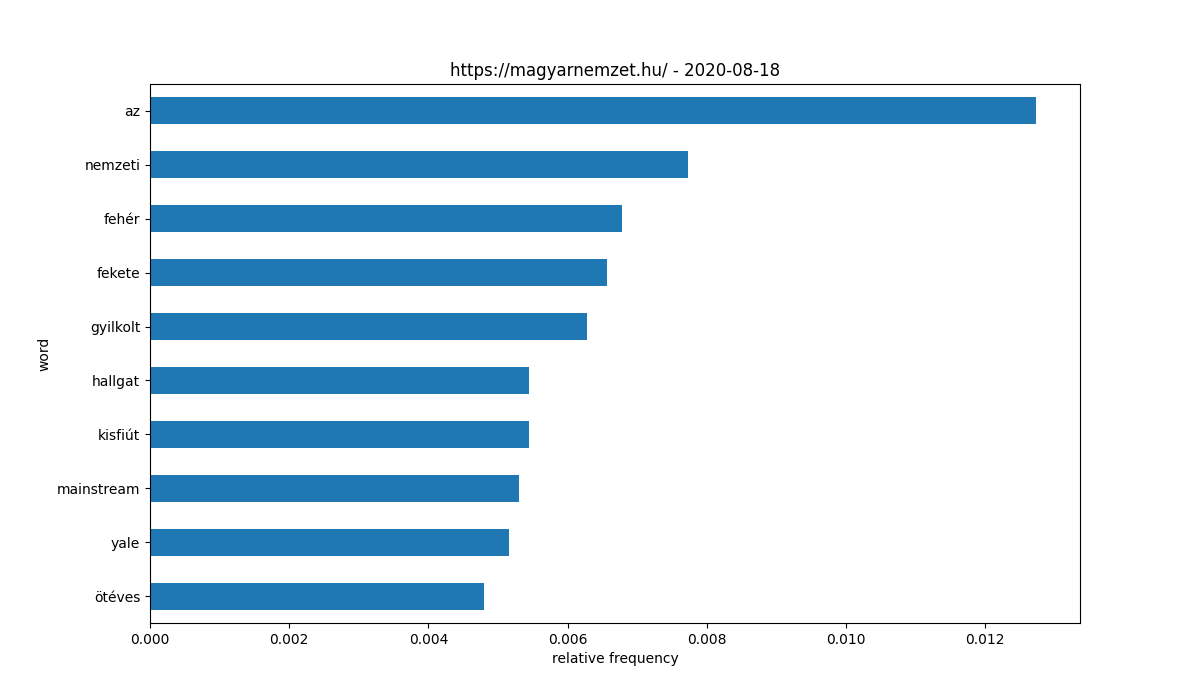 https://magyarnemzet.hu/ - 2020-08-18
az
nemzeti
fehér
fekete
gyilkolt
hallgat
kisfiút
mainstream
yale
ötéves
word
0.000 0.002 0.004 0.006 0.008 0.010 0.012
relative frequency